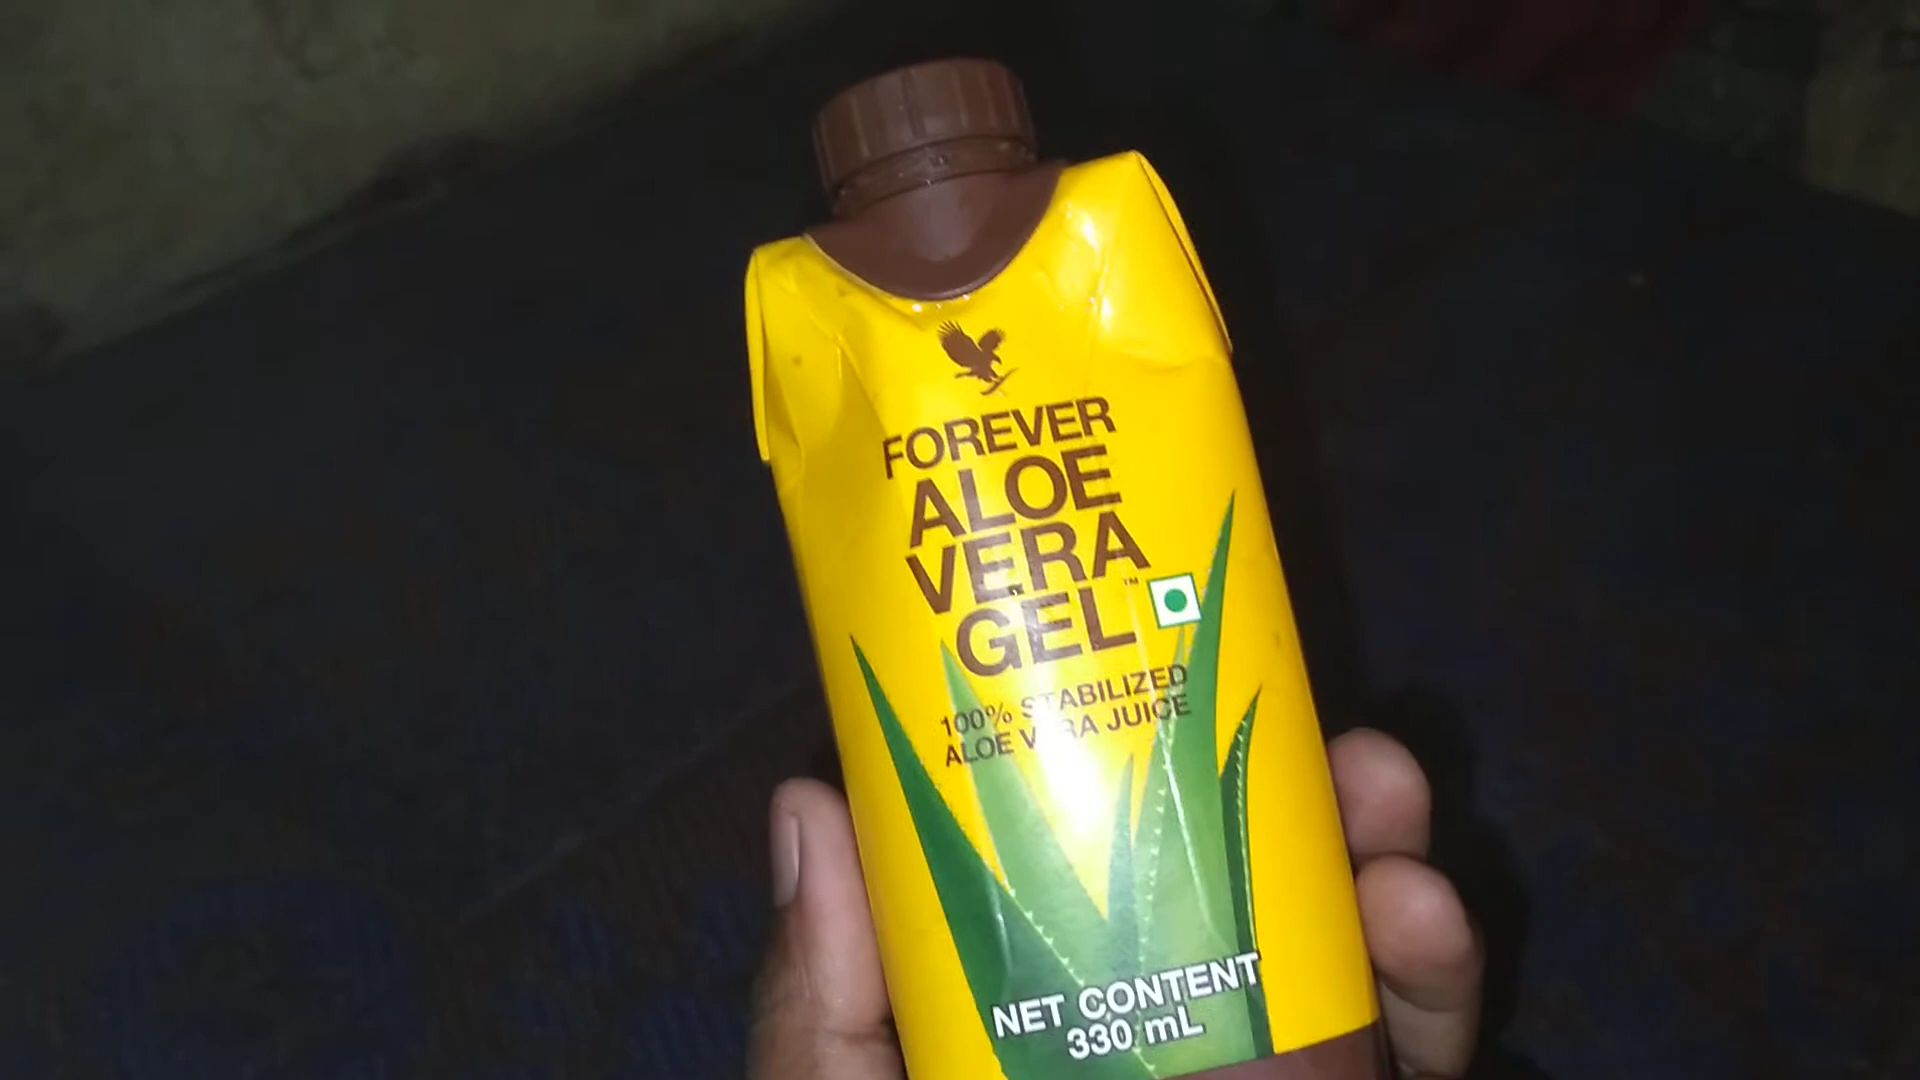 FOREVER
ALOE
VERA
GEL™
100% STABILIZED
ALOE VERA JUICE
NET CONTENT
330 mL